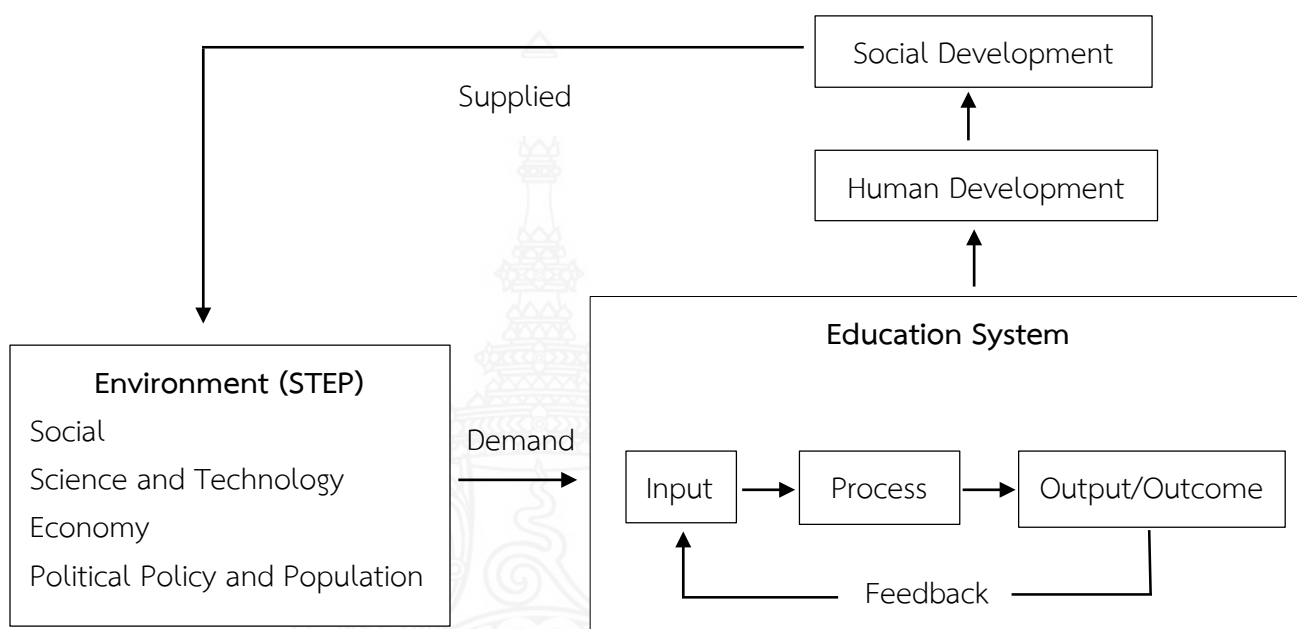 Social Development
Supplied
Human Development
Education System
Environment (STEP)
Social
Science and Technology
Economy
Political Policy and Population
Demand
Input
Process
Output/Outcome
Feedback